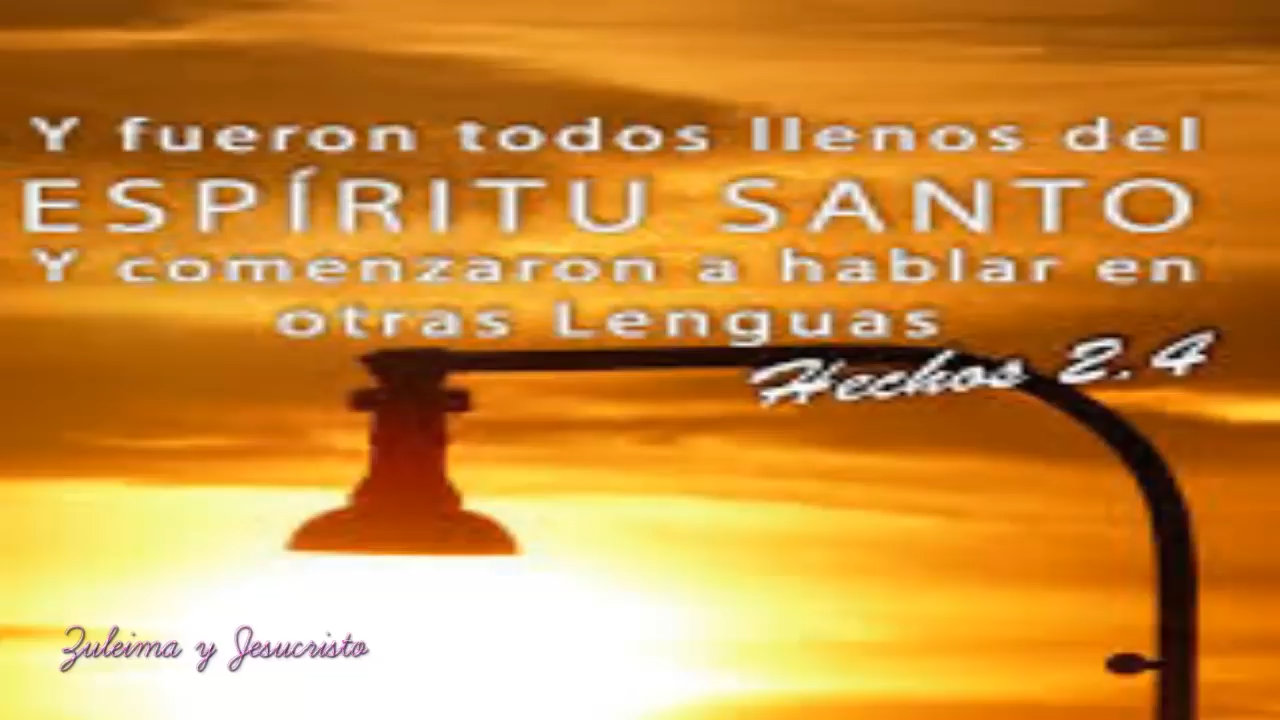 Y fueron todos llenos del
ESPÍRITU SANTO
Y comenzaron a hablar en
otras Lenguas
Hechos 2,4
Zuleima y Jesucristo